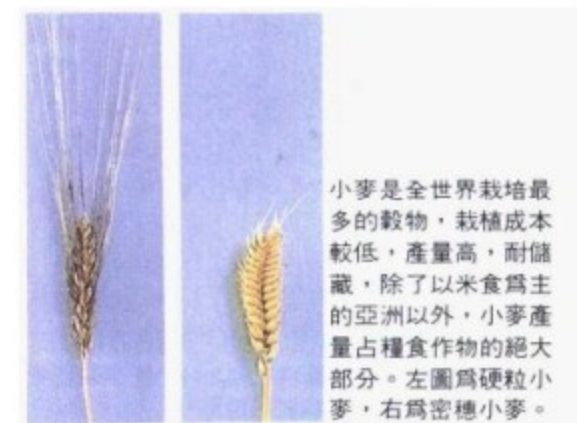 小麥是全世界栽培最
多的穀物，栽植成本
較低，產量高，耐儲
藏，除了以米食爲主
的亞洲以外，小麥產
量占糧食作物的絕大
部分。左圖爲硬粒小
麥，右爲密穗小麥。